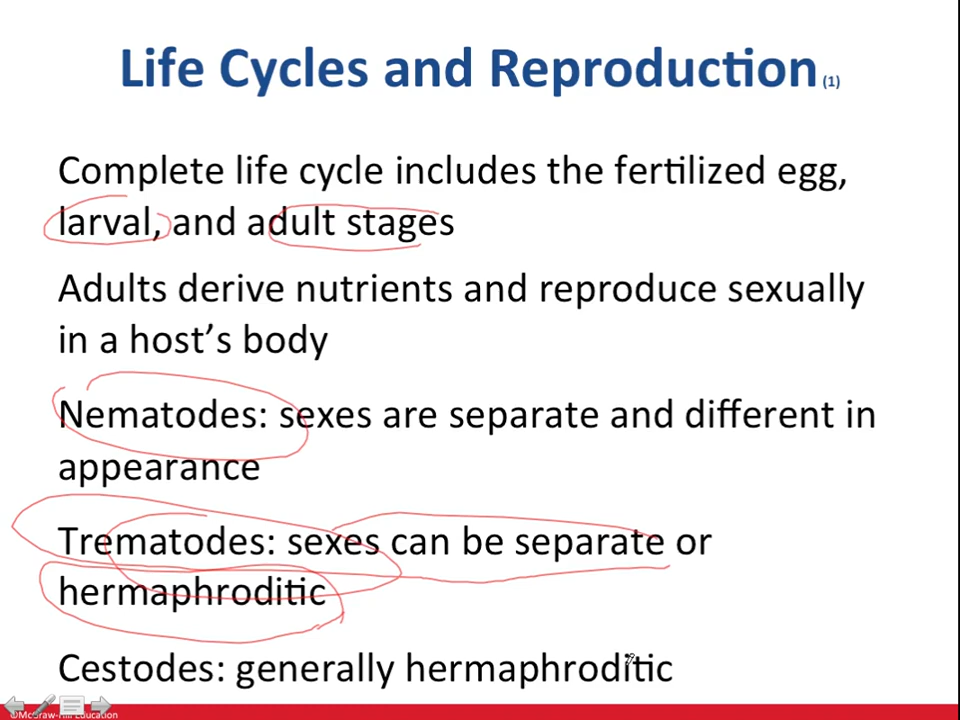 Life Cycles and Reproduction (1)
Complete life cycle includes the fertilized egg,
larval, and adult stages
Adults derive nutrients and reproduce sexually
in a host’s body
Nematodes: sexes are separate and different in
appearance
Trematodes: sexes can be separate or
hermaphroditic
Cestodes: generally hermaphroditic
©McGraw-Hill Education